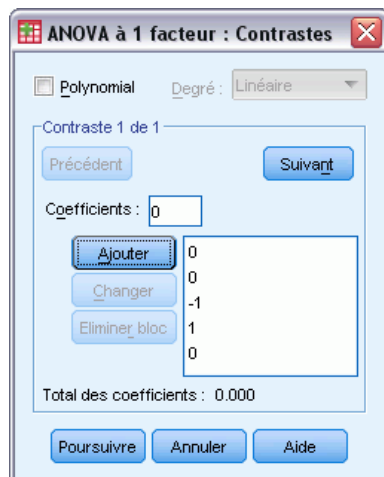 ANOVA à 1 facteur : Contrastes
Polynomial Degré : Linéaire
Contraste 1 de 1
Précédent Suivant
Coefficients : 0
Ajouter
Changer
Eliminer bloc
0
0
-1
1
0
Total des coefficients : 0.000
Poursuivre Annuler Aide